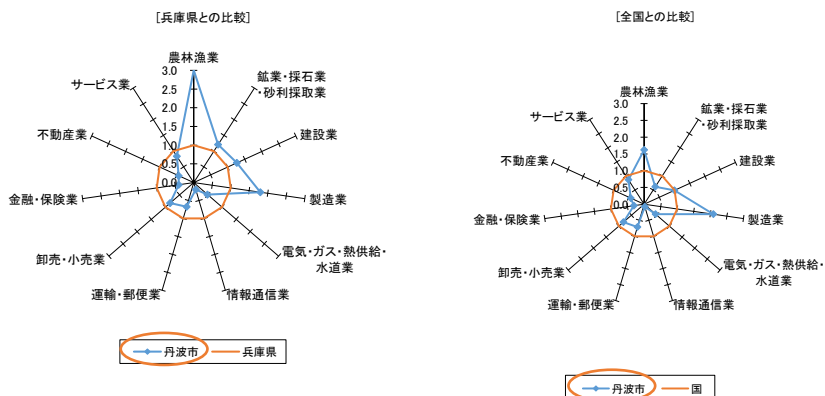 [兵庫県との比較]
農林漁業
鉱業・採石業
・砂利採取業
建設業
製造業
電気・ガス・熱供給・
水道業
情報通信業
運輸・郵便業
卸売・小売業
金融・保険業
不動産業
サービス業
3.0
2.5
2.0
1.5
1.0
0.5
0.0
丹波市
兵庫県
[全国との比較]
農林漁業
鉱業・採石業
・砂利採取業
建設業
製造業
電気・ガス・熱供給・
水道業
情報通信業
運輸・郵便業
卸売・小売業
金融・保険業
不動産業
サービス業
3.0
2.5
2.0
1.5
1.0
0.5
0.0
丹波市
国